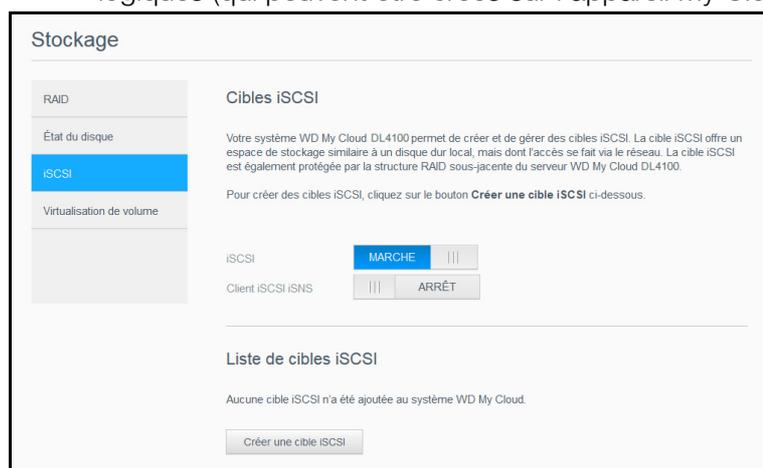 Stockage
RAID
État du disque
iSCSI
Virtualisation de volume
Cibles iSCSI
Votre système WD My Cloud DL4100 permet de créer et de gérer des cibles iSCSI. La cible iSCSI offre un
espace de stockage similaire à un disque dur local, mais dont l'accès se fait via le réseau. La cible iSCSI
est également protégée par la structure RAID sous-jacente du serveur WD My Cloud DL4100.
Pour créer des cibles iSCSI, cliquez sur le bouton Créer une cible iSCSI ci-dessous.
iSCSI MARCHE
Client iSCSI iSNS ARRÊT
Liste de cibles iSCSI
Aucune cible iSCSI n'a été ajoutée au système WD My Cloud.
Créer une cible iSCSI